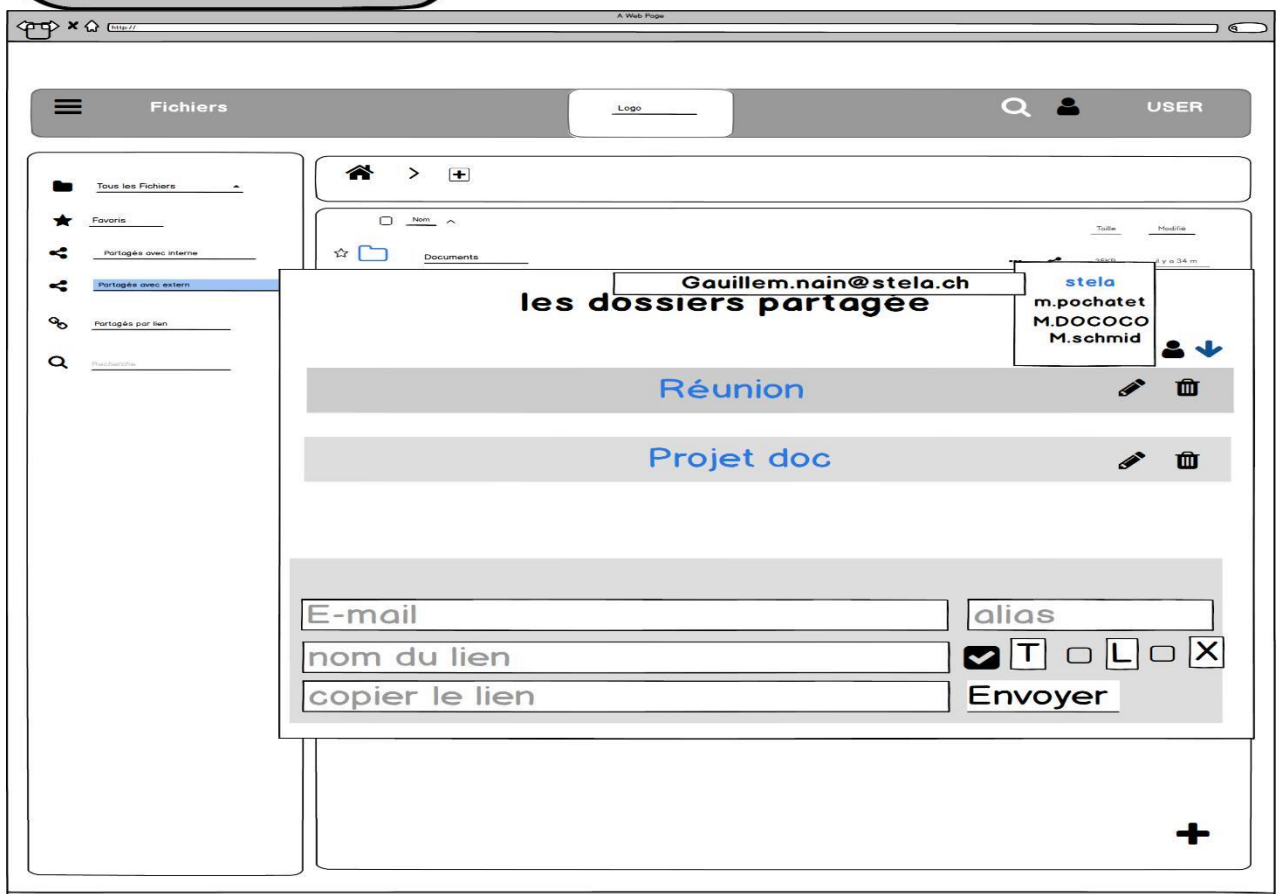 A Web Page
http://
Fichiers
Logo
USER
Tous les Fichiers
Favoris
Partagés avec interne
Partagés avec extern
Partagés par lien
Recherche
Nom
Taille
Modifié
Documents
il y a 34 m
Gauillem.nain@stela.ch
les dossiers partagée
stela
m.pochatet
M.DOCOCO
M.schmid
Réunion
Projet doc
E-mail
alias
nom du lien
T L X
copier le lien
Envoyer